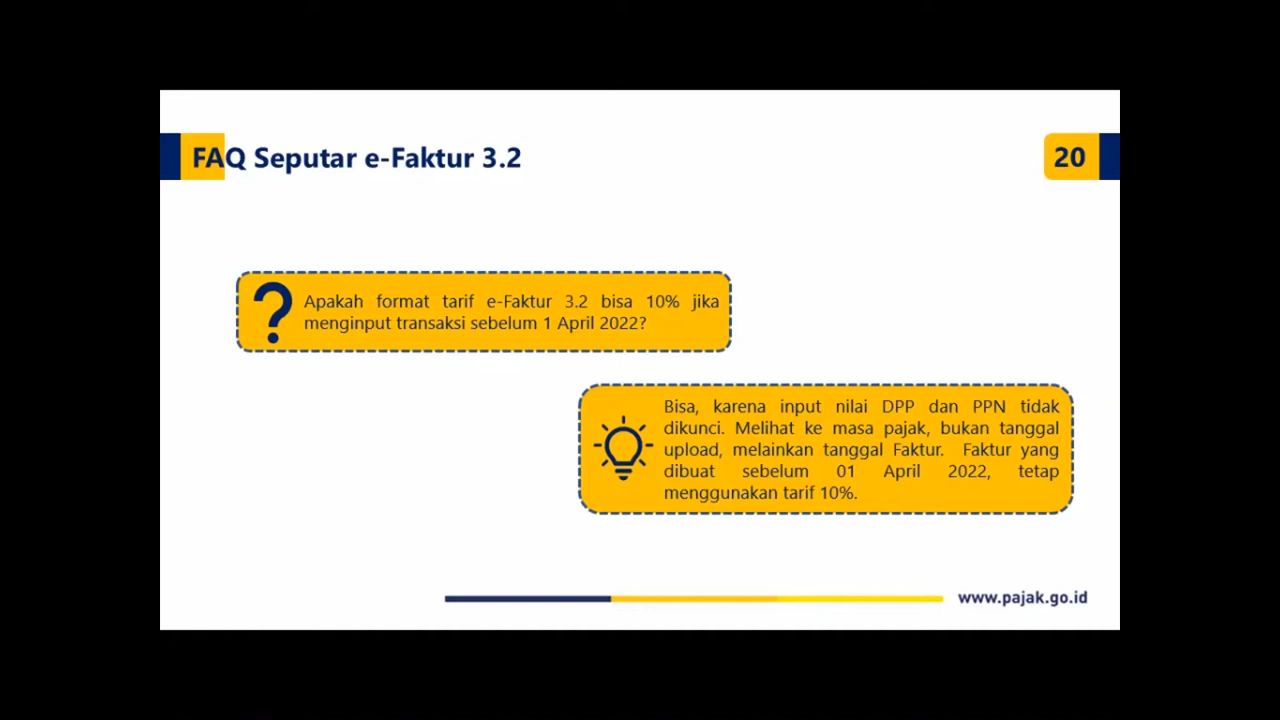 FAQ Seputar e-Faktur 3.2
20
?
Apakah format tarif e-Faktur 3.2 bisa 10% jika
menginput transaksi sebelum 1 April 2022?
Bisa, karena input nilai DPP dan PPN tidak
dikunci. Melihat ke masa pajak, bukan tanggal
upload, melainkan tanggal Faktur. Faktur yang
dibuat sebelum 01 April 2022, tetap
menggunakan tarif 10%.
www.pajak.go.id